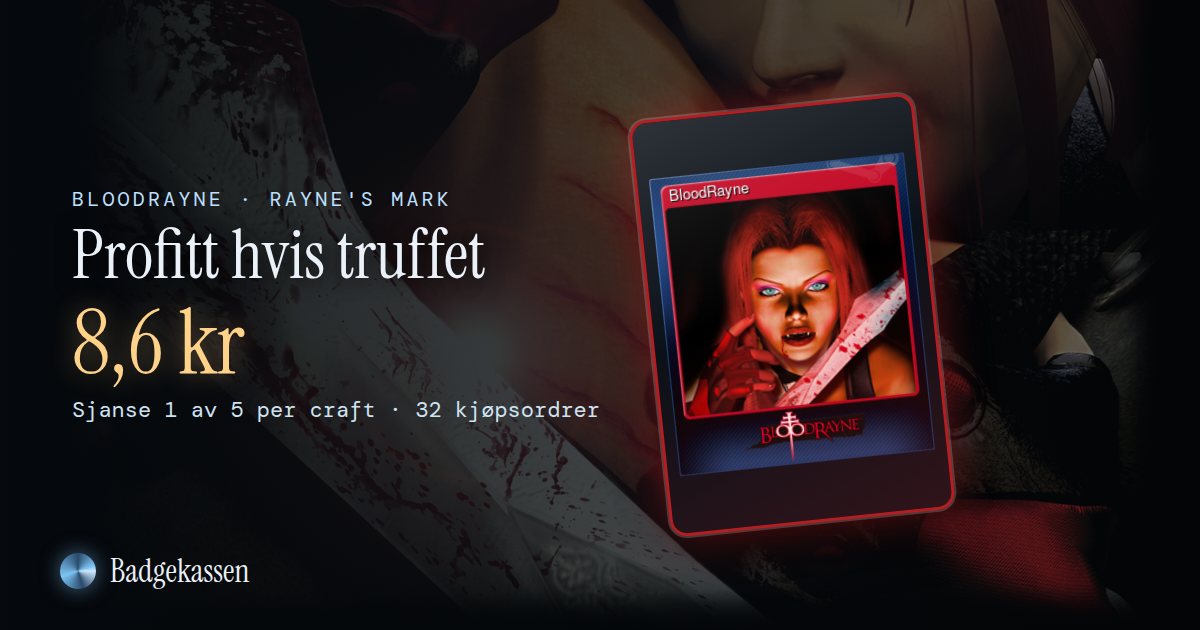 BLOODRAYNE · RAYNE'S MARK
Profitt hvis truffet
8,6 kr
Sjanse 1 av 5 per craft · 32 kjøpsordrer
BloodRayne
BLOODRAYNE
Badgekassen